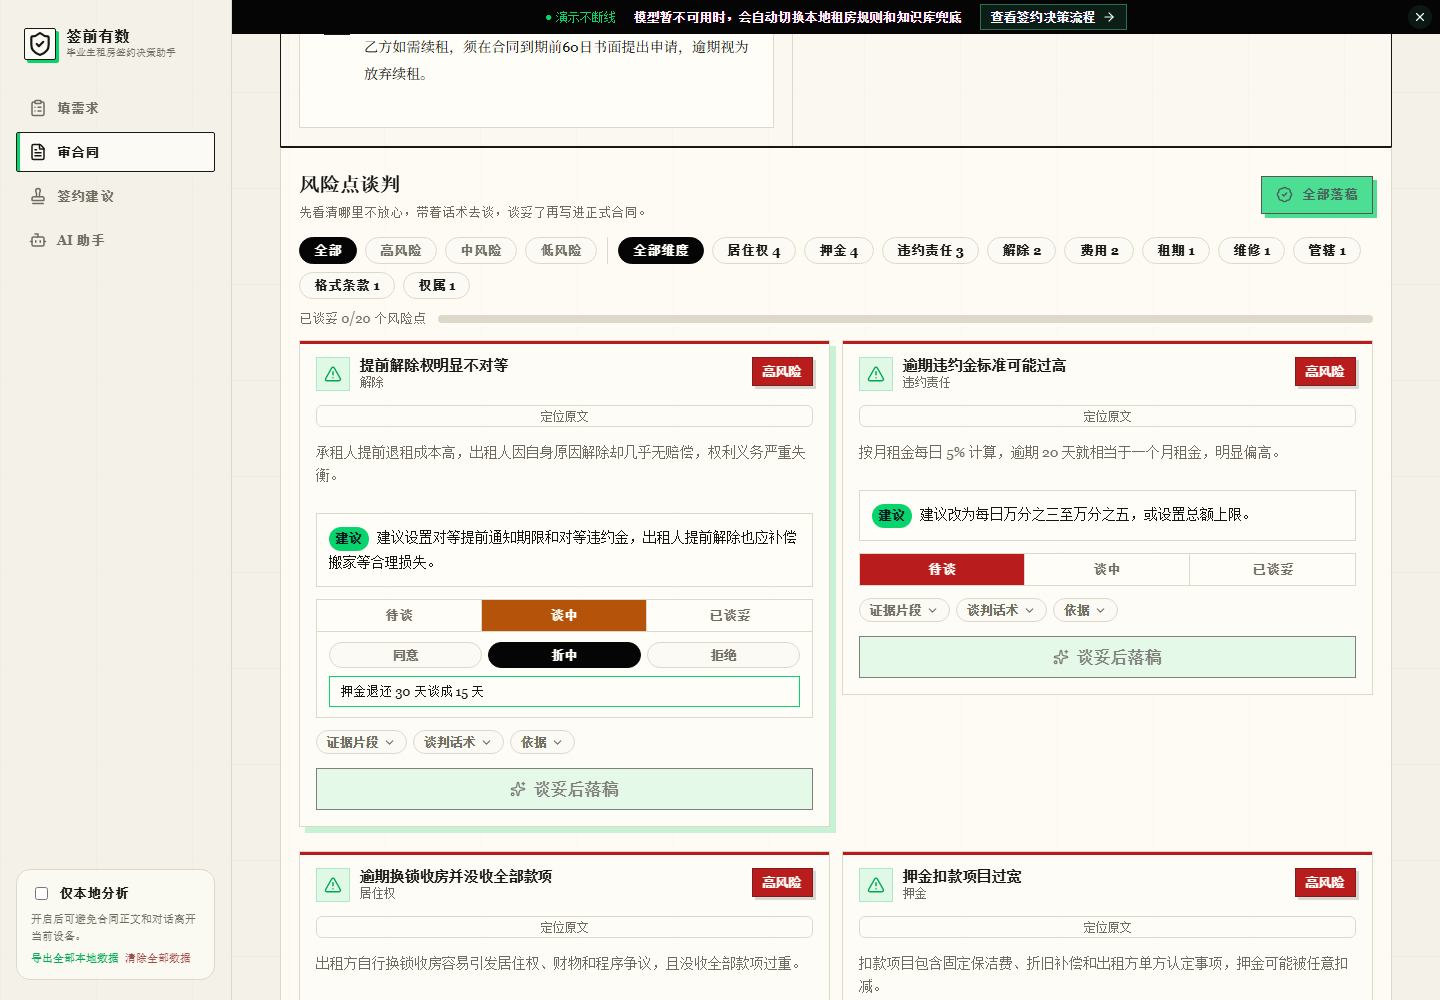 签前有数
毕业生租房签约决策助手
填需求
审合同
签约建议
AI 助手
仅本地分析
开启后可避免合同正文和对话离开
当前设备。
导出全部本地数据 清除全部数据
演示不断线 模型暂不可用时，会自动切换本地租房规则和知识库兜底 查看签约决策流程
乙方如需续租，须在合同到期前60日书面提出申请，逾期视为
放弃续租。
风险点谈判
先看清哪里不放心，带着话术去谈，谈妥了再写进正式合同。
全部落稿
全部 高风险 中风险 低风险 全部维度 居住权 4 押金 4 违约责任 3 解除 2 费用 2 租期 1 维修 1 管辖 1
格式条款 1 权属 1
已谈妥 0/20 个风险点
提前解除权明显不对等
解除
高风险
定位原文
承租人提前退租成本高，出租人因自身原因解除却几乎无赔偿，权利义务严重失
衡。
建议 建议设置对等提前通知期限和对等违约金，出租人提前解除也应补偿
搬家等合理损失。
待谈 谈中 已谈妥
同意 折中 拒绝
押金退还 30 天谈成 15 天
证据片段 谈判话术 依据
谈妥后落稿
逾期违约金标准可能过高
违约责任
高风险
定位原文
按月租金每日 5% 计算，逾期 20 天就相当于一个月租金，明显偏高。
建议 建议改为每日万分之三至万分之五，或设置总额上限。
待谈 谈中 已谈妥
证据片段 谈判话术 依据
谈妥后落稿
逾期换锁收房并没收全部款项
居住权
高风险
定位原文
出租方自行换锁收房容易引发居住权、财物和程序争议，且没收全部款项过重。
押金扣款项目过宽
押金
高风险
定位原文
扣款项目包含固定保洁费、折旧补偿和出租方单方认定事项，押金可能被任意扣
减。